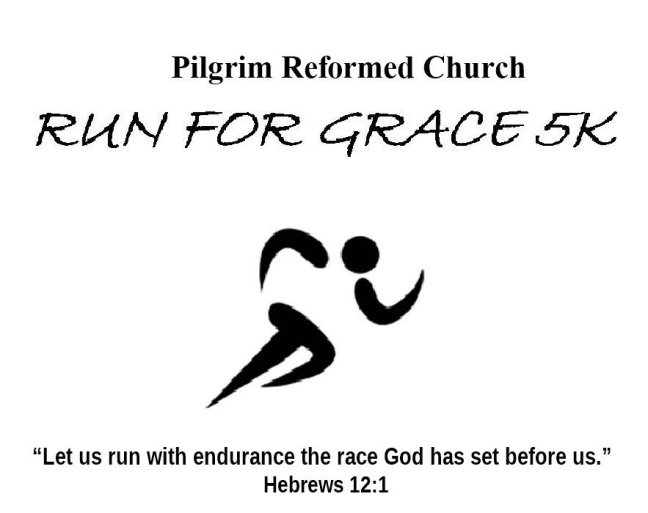 Pilgrim Reformed Church
RUN FOR GRACE 5K
“Let us run with endurance the race God has set before us.”
Hebrews 12:1